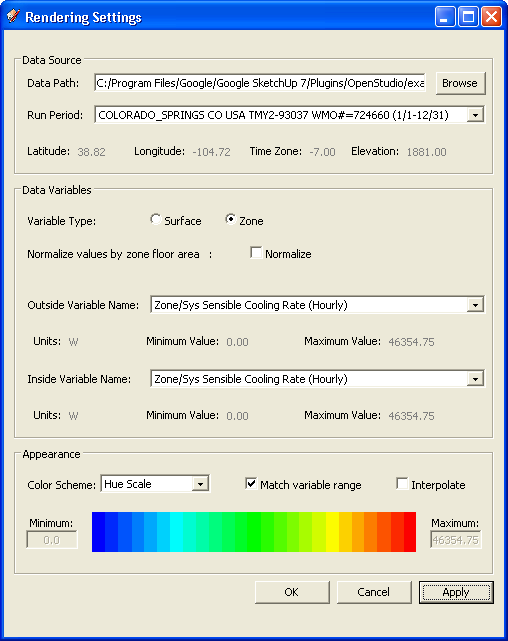 Rendering Settings
Data Source
Data Path: C:/Program Files/Google/Google SketchUp 7/Plugins/OpenStudio/exa Browse
Run Period: COLORADO_SPRINGS CO USA TMY2-93037 WMO#=724660 (1/1-12/31)
Latitude: 38.82 Longitude: -104.72 Time Zone: -7.00 Elevation: 1881.00
Data Variables
Variable Type: Surface Zone
Normalize values by zone floor area : Normalize
Outside Variable Name: Zone/Sys Sensible Cooling Rate (Hourly)
Units: W Minimum Value: 0.00 Maximum Value: 46354.75
Inside Variable Name: Zone/Sys Sensible Cooling Rate (Hourly)
Units: W Minimum Value: 0.00 Maximum Value: 46354.75
Appearance
Color Scheme: Hue Scale Match variable range Interpolate
Minimum: Maximum:
0.0 46354.75
OK Cancel Apply